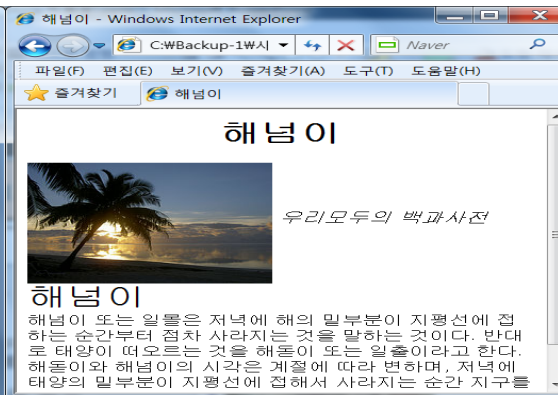 해넘이 - Windows Internet Explorer
C:₩Backup-1₩시
Naver
파일(F) 편집(E) 보기(V) 즐겨찾기(A) 도구(T) 도움말(H)
즐겨찾기 해넘이
해넘이
우리모두의 백과사전
해넘이
해넘이 또는 일몰은 저녁에 해의 밑부분이 지평선에 접
하는 순간부터 점차 사라지는 것을 말하는 것이다. 반대
로 태양이 떠오르는 것을 해돋이 또는 일출이라고 한다.
해돋이와 해넘이의 시각은 계절에 따라 변하며, 저녁에
태양의 밑부분이 지평선에 접해서 사라지는 순간 지구를